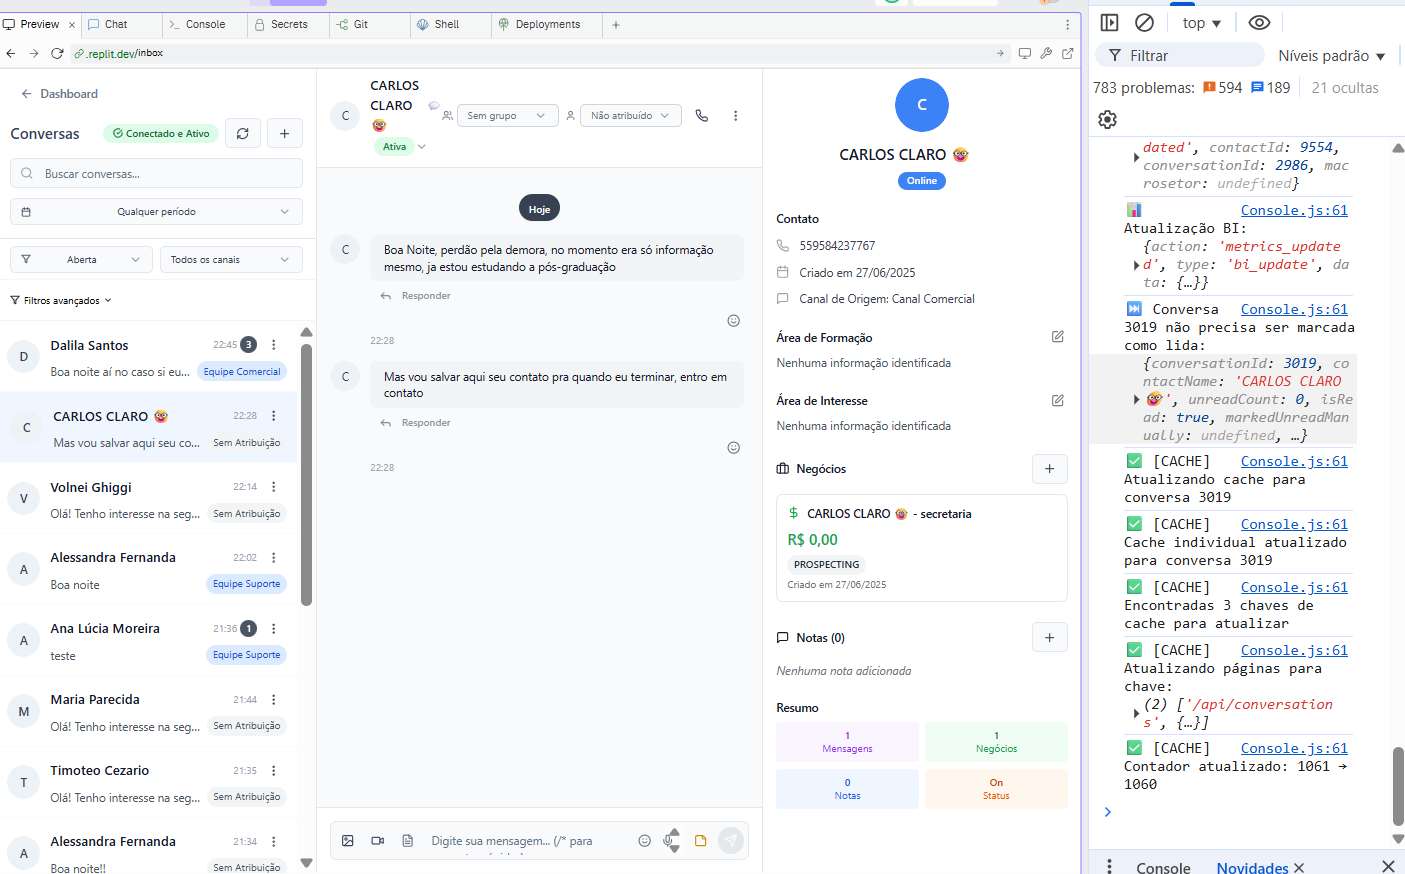 Preview
Chat
Console
Secrets
Git
Shell
Deployments
.replit.dev/inbox
Dashboard
Conversas
Conectado e Ativo
Buscar conversas...
Qualquer período
Aberta
Todos os canais
Filtros avançados
D
Dalila Santos
22:45
3
Boa noite aí no caso si eu...
Equipe Comercial
C
CARLOS CLARO 🤓
22:28
Mas vou salvar aqui seu co...
Sem Atribuição
V
Volnei Ghiggi
22:14
Olá! Tenho interesse na seg...
Sem Atribuição
A
Alessandra Fernanda
22:02
Boa noite
Equipe Suporte
A
Ana Lúcia Moreira
21:36
1
teste
Equipe Suporte
M
Maria Parecida
21:44
Olá! Tenho interesse na seg...
Sem Atribuição
T
Timoteo Cezario
21:35
Olá! Tenho interesse na seg...
Sem Atribuição
A
Alessandra Fernanda
21:34
Boa noite!!
Sem Atribuição
C
CARLOS
CLARO
🤓
Ativa
Sem grupo
Não atribuído
Hoje
C
Boa Noite, perdão pela demora, no momento era só informação
mesmo, ja estou estudando a pós-graduação
Responder
22:28
C
Mas vou salvar aqui seu contato pra quando eu terminar, entro em
contato
Responder
22:28
Digite sua mensagem... (/* para
C
CARLOS CLARO 🤓
Online
Contato
559584237767
Criado em 27/06/2025
Canal de Origem: Canal Comercial
Área de Formação
Nenhuma informação identificada
Área de Interesse
Nenhuma informação identificada
Negócios
CARLOS CLARO 🤓 - secretaria
R$ 0,00
PROSPECTING
Criado em 27/06/2025
Notas (0)
Nenhuma nota adicionada
Resumo
1
Mensagens
1
Negócios
0
Notas
On
Status
top
Filtrar
Níveis padrão
783 problemas: 594 189 21 ocultas
dated', contactId: 9554,
conversationId: 2986, mac
rosetor: undefined}
📊 Console.js:61
Atualização BI:
{action: 'metrics_update
d', type: 'bi_update', da
ta: {…}}
⏭️ Conversa Console.js:61
3019 não precisa ser marcada
como lida:
{conversationId: 3019, co
ntactName: 'CARLOS CLARO
🤓', unreadCount: 0, isRe
ad: true, markedUnreadMan
ually: undefined, …}
✅ [CACHE] Console.js:61
Atualizando cache para
conversa 3019
✅ [CACHE] Console.js:61
Cache individual atualizado
para conversa 3019
✅ [CACHE] Console.js:61
Encontradas 3 chaves de
cache para atualizar
✅ [CACHE] Console.js:61
Atualizando páginas para
chave:
(2) ['/api/conversation
s', {…}]
✅ [CACHE] Console.js:61
Contador atualizado: 1061 →
1060
Console
Novidades